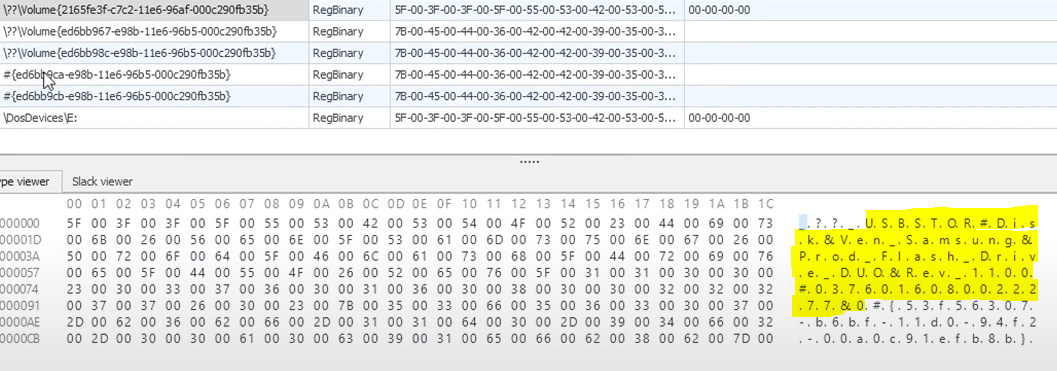 \??\Volume{2165fe3f-c7c2-11e6-96af-000c290fb35b} RegBinary 5F-00-3F-00-3F-00-5F-00-55-00-53-00-42-00-53-00-5... 00-00-00-00
\??\Volume{ed6bb967-e98b-11e6-96b5-000c290fb35b} RegBinary 7B-00-45-00-44-00-36-00-42-00-42-00-39-00-35-00-3...
\??\Volume{ed6bb98c-e98b-11e6-96b5-000c290fb35b} RegBinary 7B-00-45-00-44-00-36-00-42-00-42-00-39-00-35-00-3...
#{ed6bb9ca-e98b-11e6-96b5-000c290fb35b} RegBinary 7B-00-45-00-44-00-36-00-42-00-42-00-39-00-35-00-3...
#{ed6bb9cb-e98b-11e6-96b5-000c290fb35b} RegBinary 7B-00-45-00-44-00-36-00-42-00-42-00-39-00-35-00-3...
\DosDevices\E: RegBinary 5F-00-3F-00-3F-00-5F-00-55-00-53-00-42-00-53-00-5... 00-00-00-00
ype viewer Slack viewer
00 01 02 03 04 05 06 07 08 09 0A 0B 0C 0D 0E 0F 10 11 12 13 14 15 16 17 18 19 1A 1B 1C
000000 5F 00 3F 00 3F 00 5F 00 55 00 53 00 42 00 53 00 54 00 4F 00 52 00 23 00 44 00 69 00 73 _.?.?._.U.S.B.S.T.O.R.#.D.i.s
00001D 00 6B 00 26 00 56 00 65 00 6E 00 5F 00 53 00 61 00 6D 00 73 00 75 00 6E 00 67 00 26 00 .k.&.V.e.n._.S.a.m.s.u.n.g.&.
00003A 50 00 72 00 6F 00 64 00 5F 00 46 00 6C 00 61 00 73 00 68 00 5F 00 44 00 72 00 69 00 76 P.r.o.d._.F.l.a.s.h._.D.r.i.v
000057 00 65 00 5F 00 44 00 55 00 4F 00 26 00 52 00 65 00 76 00 5F 00 31 00 31 00 30 00 30 00 .e._.D.U.O.&.R.e.v._.1.1.0.0.
000074 23 00 30 00 33 00 37 00 36 00 30 00 31 00 36 00 30 00 38 00 30 00 30 00 32 00 32 00 32 #.0.3.7.6.0.1.6.0.8.0.0.2.2.2
000091 00 37 00 37 00 26 00 30 00 23 00 7B 00 35 00 33 00 66 00 35 00 36 00 33 00 30 00 37 00 .7.7.&.0.#.{.5.3.f.5.6.3.0.7.
0000AE 2D 00 62 00 36 00 62 00 66 00 2D 00 31 00 31 00 64 00 30 00 2D 00 39 00 34 00 66 00 32 -.b.6.b.f.-.1.1.d.0.-.9.4.f.2
0000CB 00 2D 00 30 00 30 00 61 00 30 00 63 00 39 00 31 00 65 00 66 00 62 00 38 00 62 00 7D 00 .-.0.0.a.0.c.9.1.e.f.b.8.b.}.